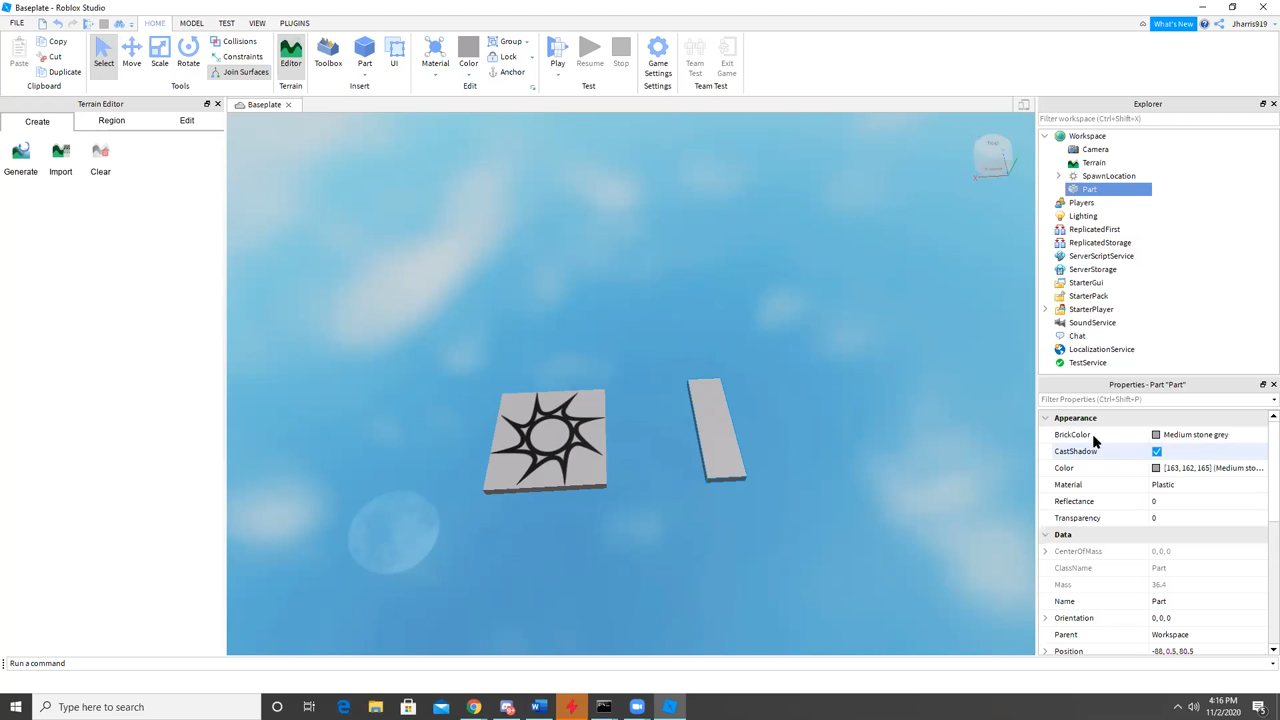 Baseplate - Roblox Studio
FILE HOME MODEL TEST VIEW PLUGINS What's New Jharris919
Paste Copy Cut Duplicate Clipboard
Select Move Scale Rotate Collisions Constraints Join Surfaces Tools
Editor Terrain
Toolbox Part UI Insert
Material Color Group Lock Anchor Edit
Play Resume Stop Test
Game Settings Settings
Team Test Exit Game Team Test
Terrain Editor
Create Region Edit
Generate Import Clear
Baseplate
Explorer
Filter workspace (Ctrl+Shift+X)
Workspace
Camera
Terrain
SpawnLocation
Part
Players
Lighting
ReplicatedFirst
ReplicatedStorage
ServerScriptService
ServerStorage
StarterGui
StarterPack
StarterPlayer
SoundService
Chat
LocalizationService
TestService
Properties - Part "Part"
Filter Properties (Ctrl+Shift+P)
Appearance
BrickColor Medium stone grey
CastShadow
Color [163, 162, 165] (Medium sto...
Material Plastic
Reflectance 0
Transparency 0
Data
CenterOfMass 0, 0, 0
ClassName Part
Mass 36.4
Name Part
Orientation 0, 0, 0
Parent Workspace
Position -88, 0.5, 80.5
Run a command
Type here to search
4:16 PM
11/2/2020